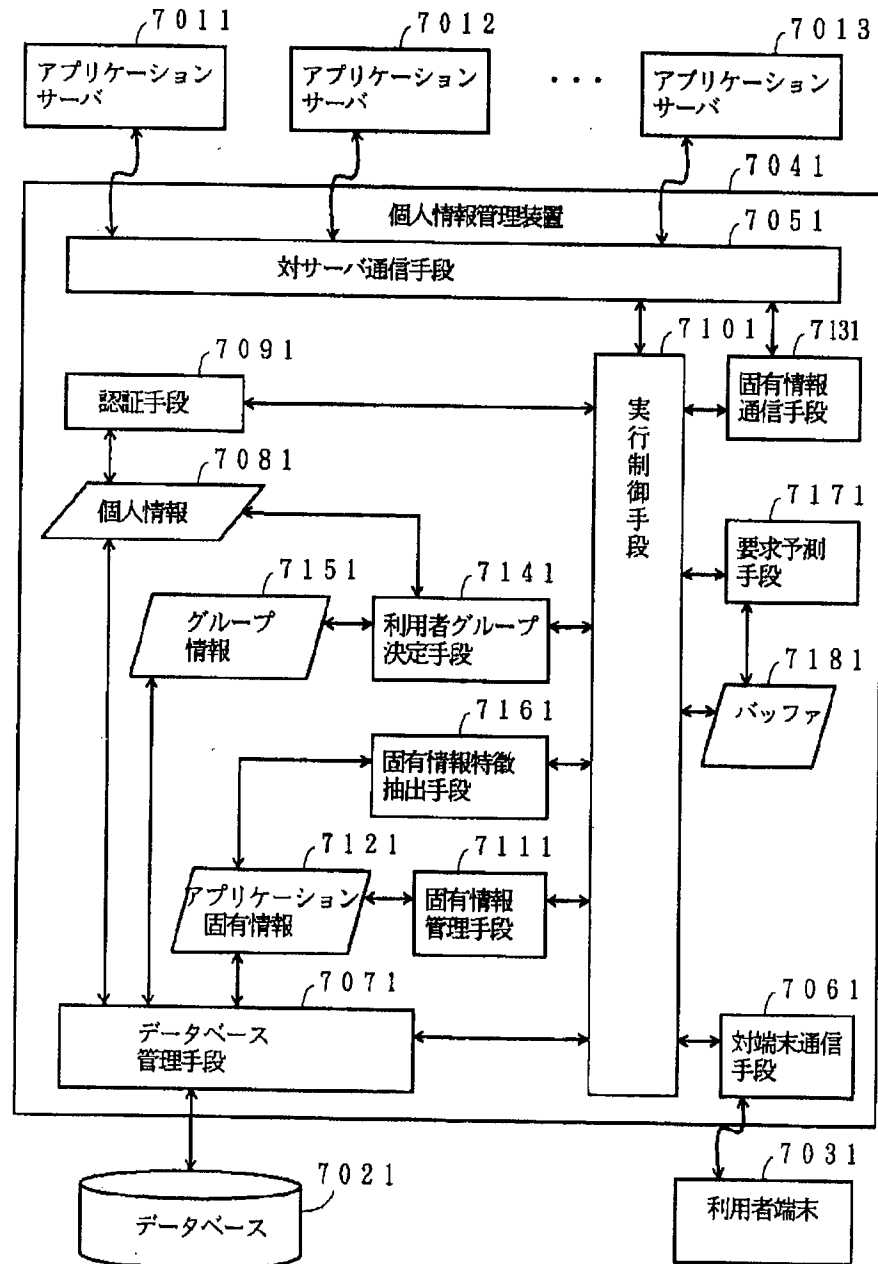 7011
アプリケーション
サーバ
7012
アプリケーション
サーバ
・・・
7013
アプリケーション
サーバ
7041
個人情報管理装置
7051
対サーバ通信手段
7101
実行制御手段
7131
固有情報
通信手段
7091
認証手段
7081
個人情報
7171
要求予測
手段
7151
グループ
情報
7141
利用者グループ
決定手段
7181
バッファ
7161
固有情報特徴
抽出手段
7121
アプリケーション
固有情報
7111
固有情報
管理手段
7071
データベース
管理手段
7061
対端末通信
手段
7021
データベース
7031
利用者端末